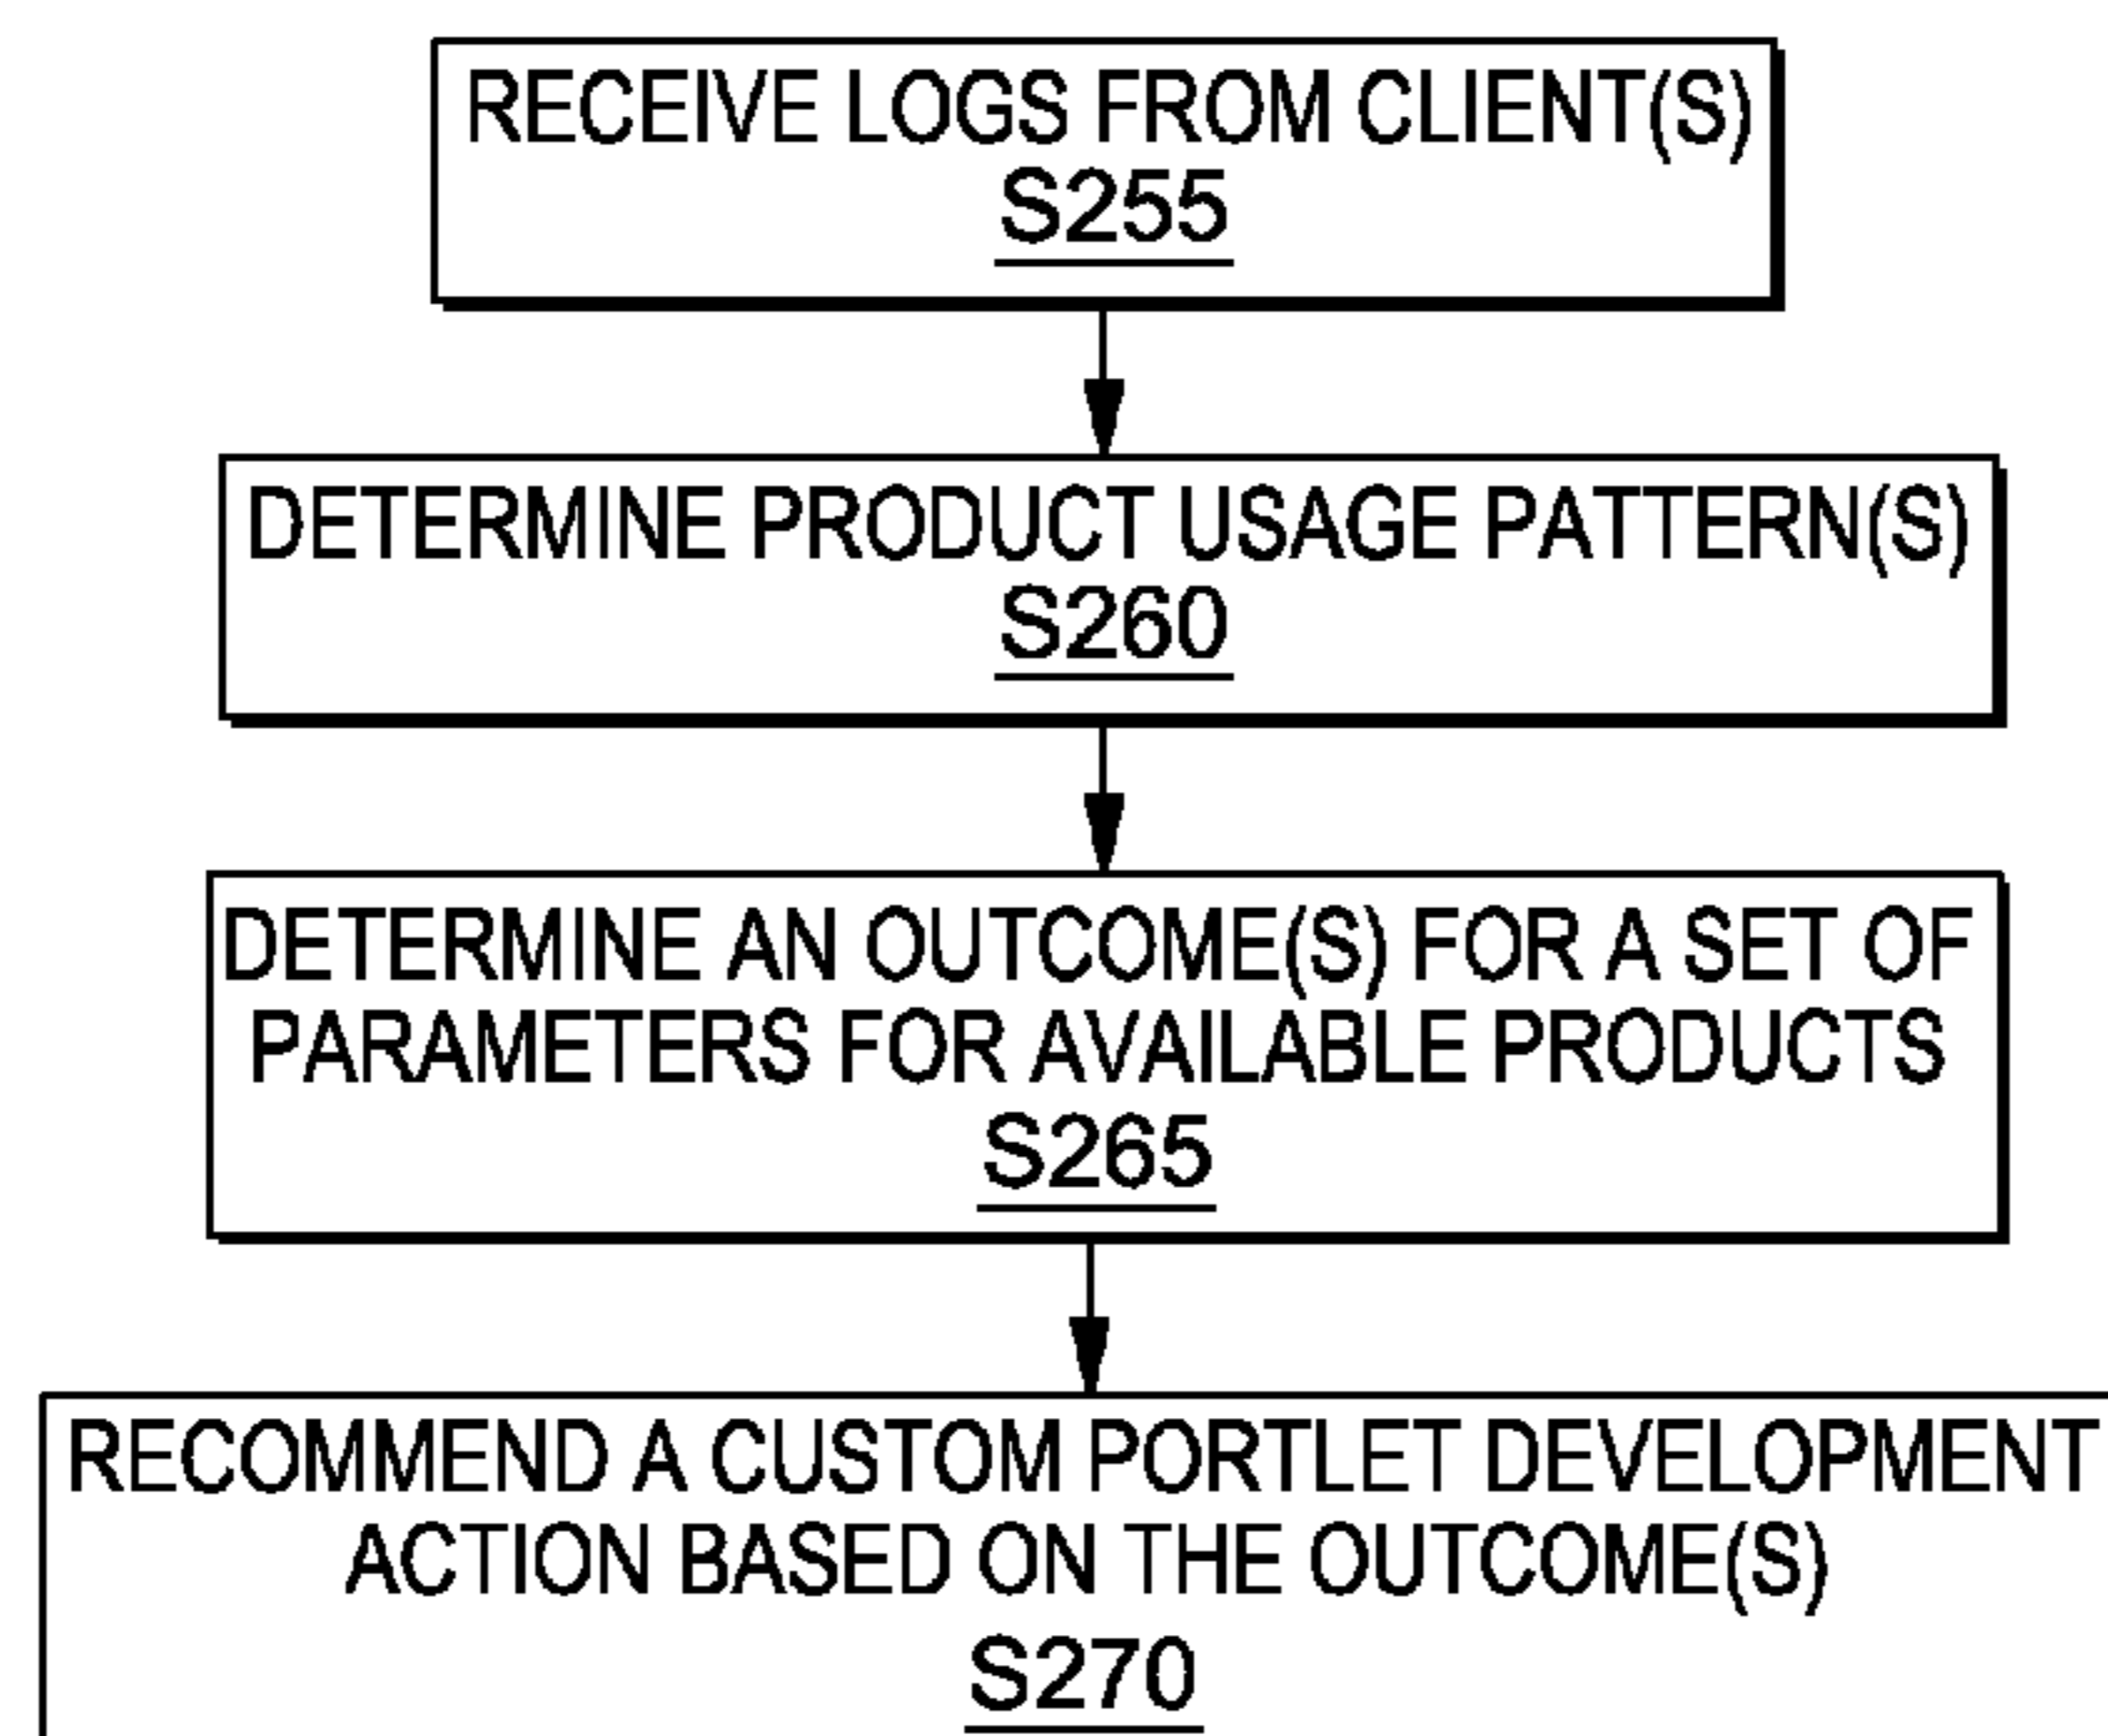 RECEIVE LOGS FROM CLIENT(S)
S255
DETERMINE PRODUCT USAGE PATTERN(S)
S260
DETERMINE AN OUTCOME(S) FOR A SET OF
PARAMETERS FOR AVAILABLE PRODUCTS
S265
RECOMMEND A CUSTOM PORTLET DEVELOPMENT
ACTION BASED ON THE OUTCOME(S)
S270